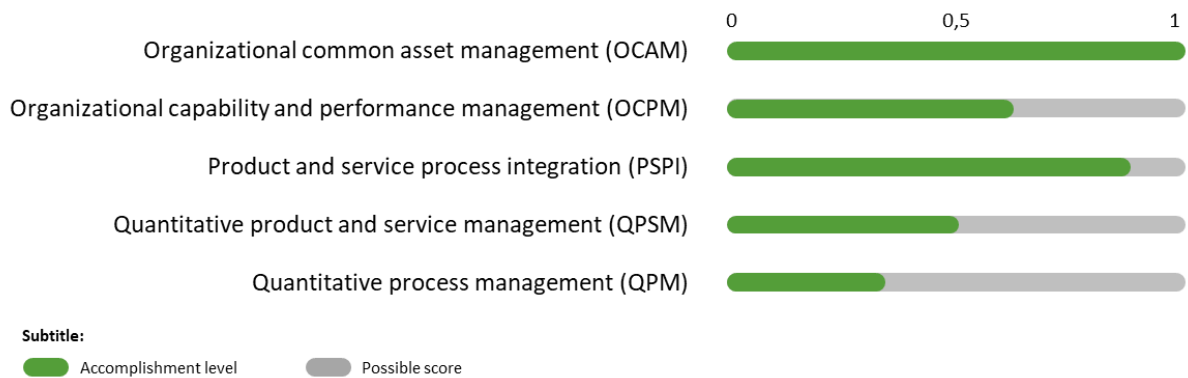 0 0,5 1
Organizational common asset management (OCAM)
Organizational capability and performance management (OCPM)
Product and service process integration (PSPI)
Quantitative product and service management (QPSM)
Quantitative process management (QPM)
Subtitle:
Accomplishment level Possible score